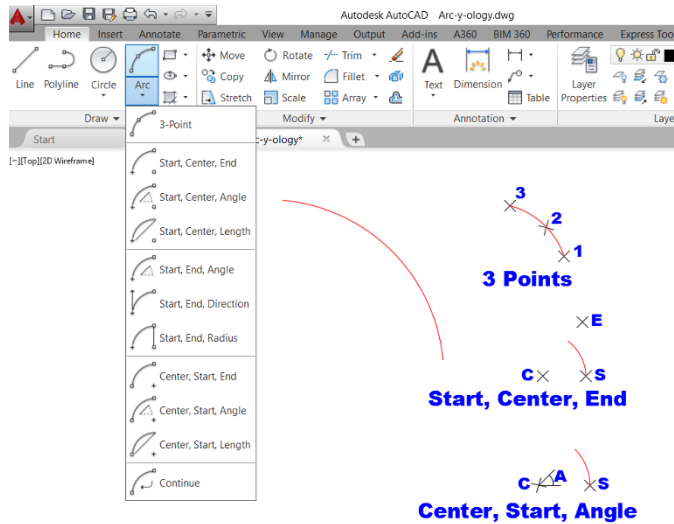 Autodesk AutoCAD Arc-y-ology.dwg
Home Insert Annotate Parametric View Manage Output Add-ins A360 BIM 360 Performance Express Too
Line Polyline Circle Arc
Move Rotate Trim
Copy Mirror Fillet
Stretch Scale Array
Text Dimension Table
Layer Properties
Draw Modify Annotation Laye
Start c-y-ology*
[-][Top][2D Wireframe]
3-Point
Start, Center, End
Start, Center, Angle
Start, Center, Length
Start, End, Angle
Start, End, Direction
Start, End, Radius
Center, Start, End
Center, Start, Angle
Center, Start, Length
Continue
3
2
1
3 Points
E
C S
Start, Center, End
C A S
Center, Start, Angle